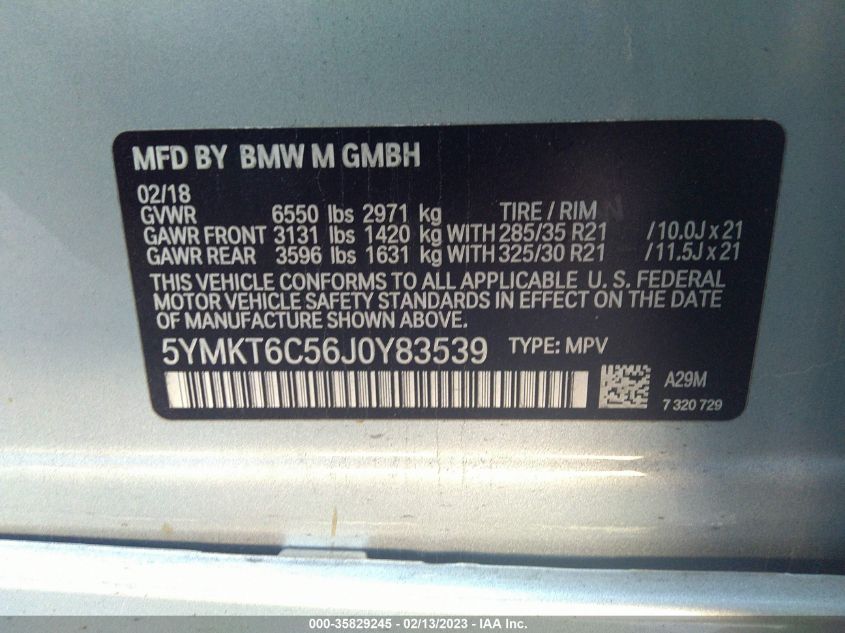 MFD BY BMW M GMBH
02/18
GVWR 6550 lbs 2971 kg TIRE / RIM
GAWR FRONT 3131 lbs 1420 kg WITH 285/35 R21 /10.0J x 21
GAWR REAR 3596 lbs 1631 kg WITH 325/30 R21 /11.5J x 21
THIS VEHICLE CONFORMS TO ALL APPLICABLE U. S. FEDERAL
MOTOR VEHICLE SAFETY STANDARDS IN EFFECT ON THE DATE
OF MANUFACTURE SHOWN ABOVE.
5YMKT6C56J0Y83539 TYPE: MPV
A29M
7 320 729
000-35829245 - 02/13/2023 - IAA Inc.